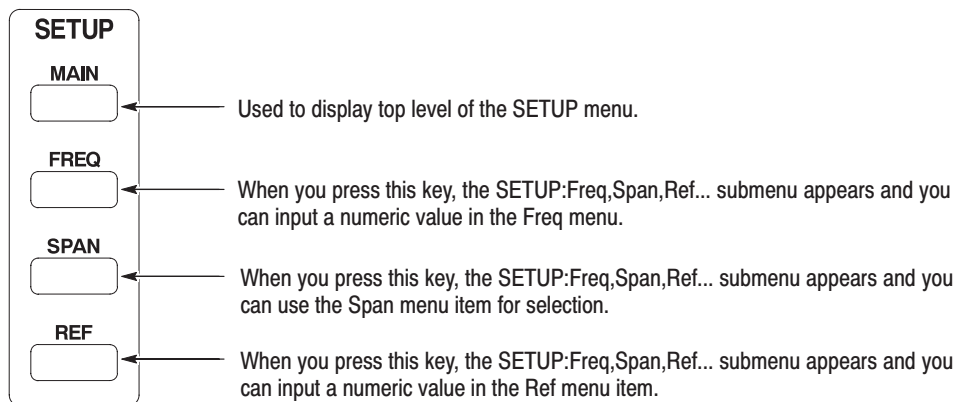 SETUP
MAIN
Used to display top level of the SETUP menu.
FREQ
When you press this key, the SETUP:Freq,Span,Ref... submenu appears and you
can input a numeric value in the Freq menu.
SPAN
When you press this key, the SETUP:Freq,Span,Ref... submenu appears and you
can use the Span menu item for selection.
REF
When you press this key, the SETUP:Freq,Span,Ref... submenu appears and you
can input a numeric value in the Ref menu item.